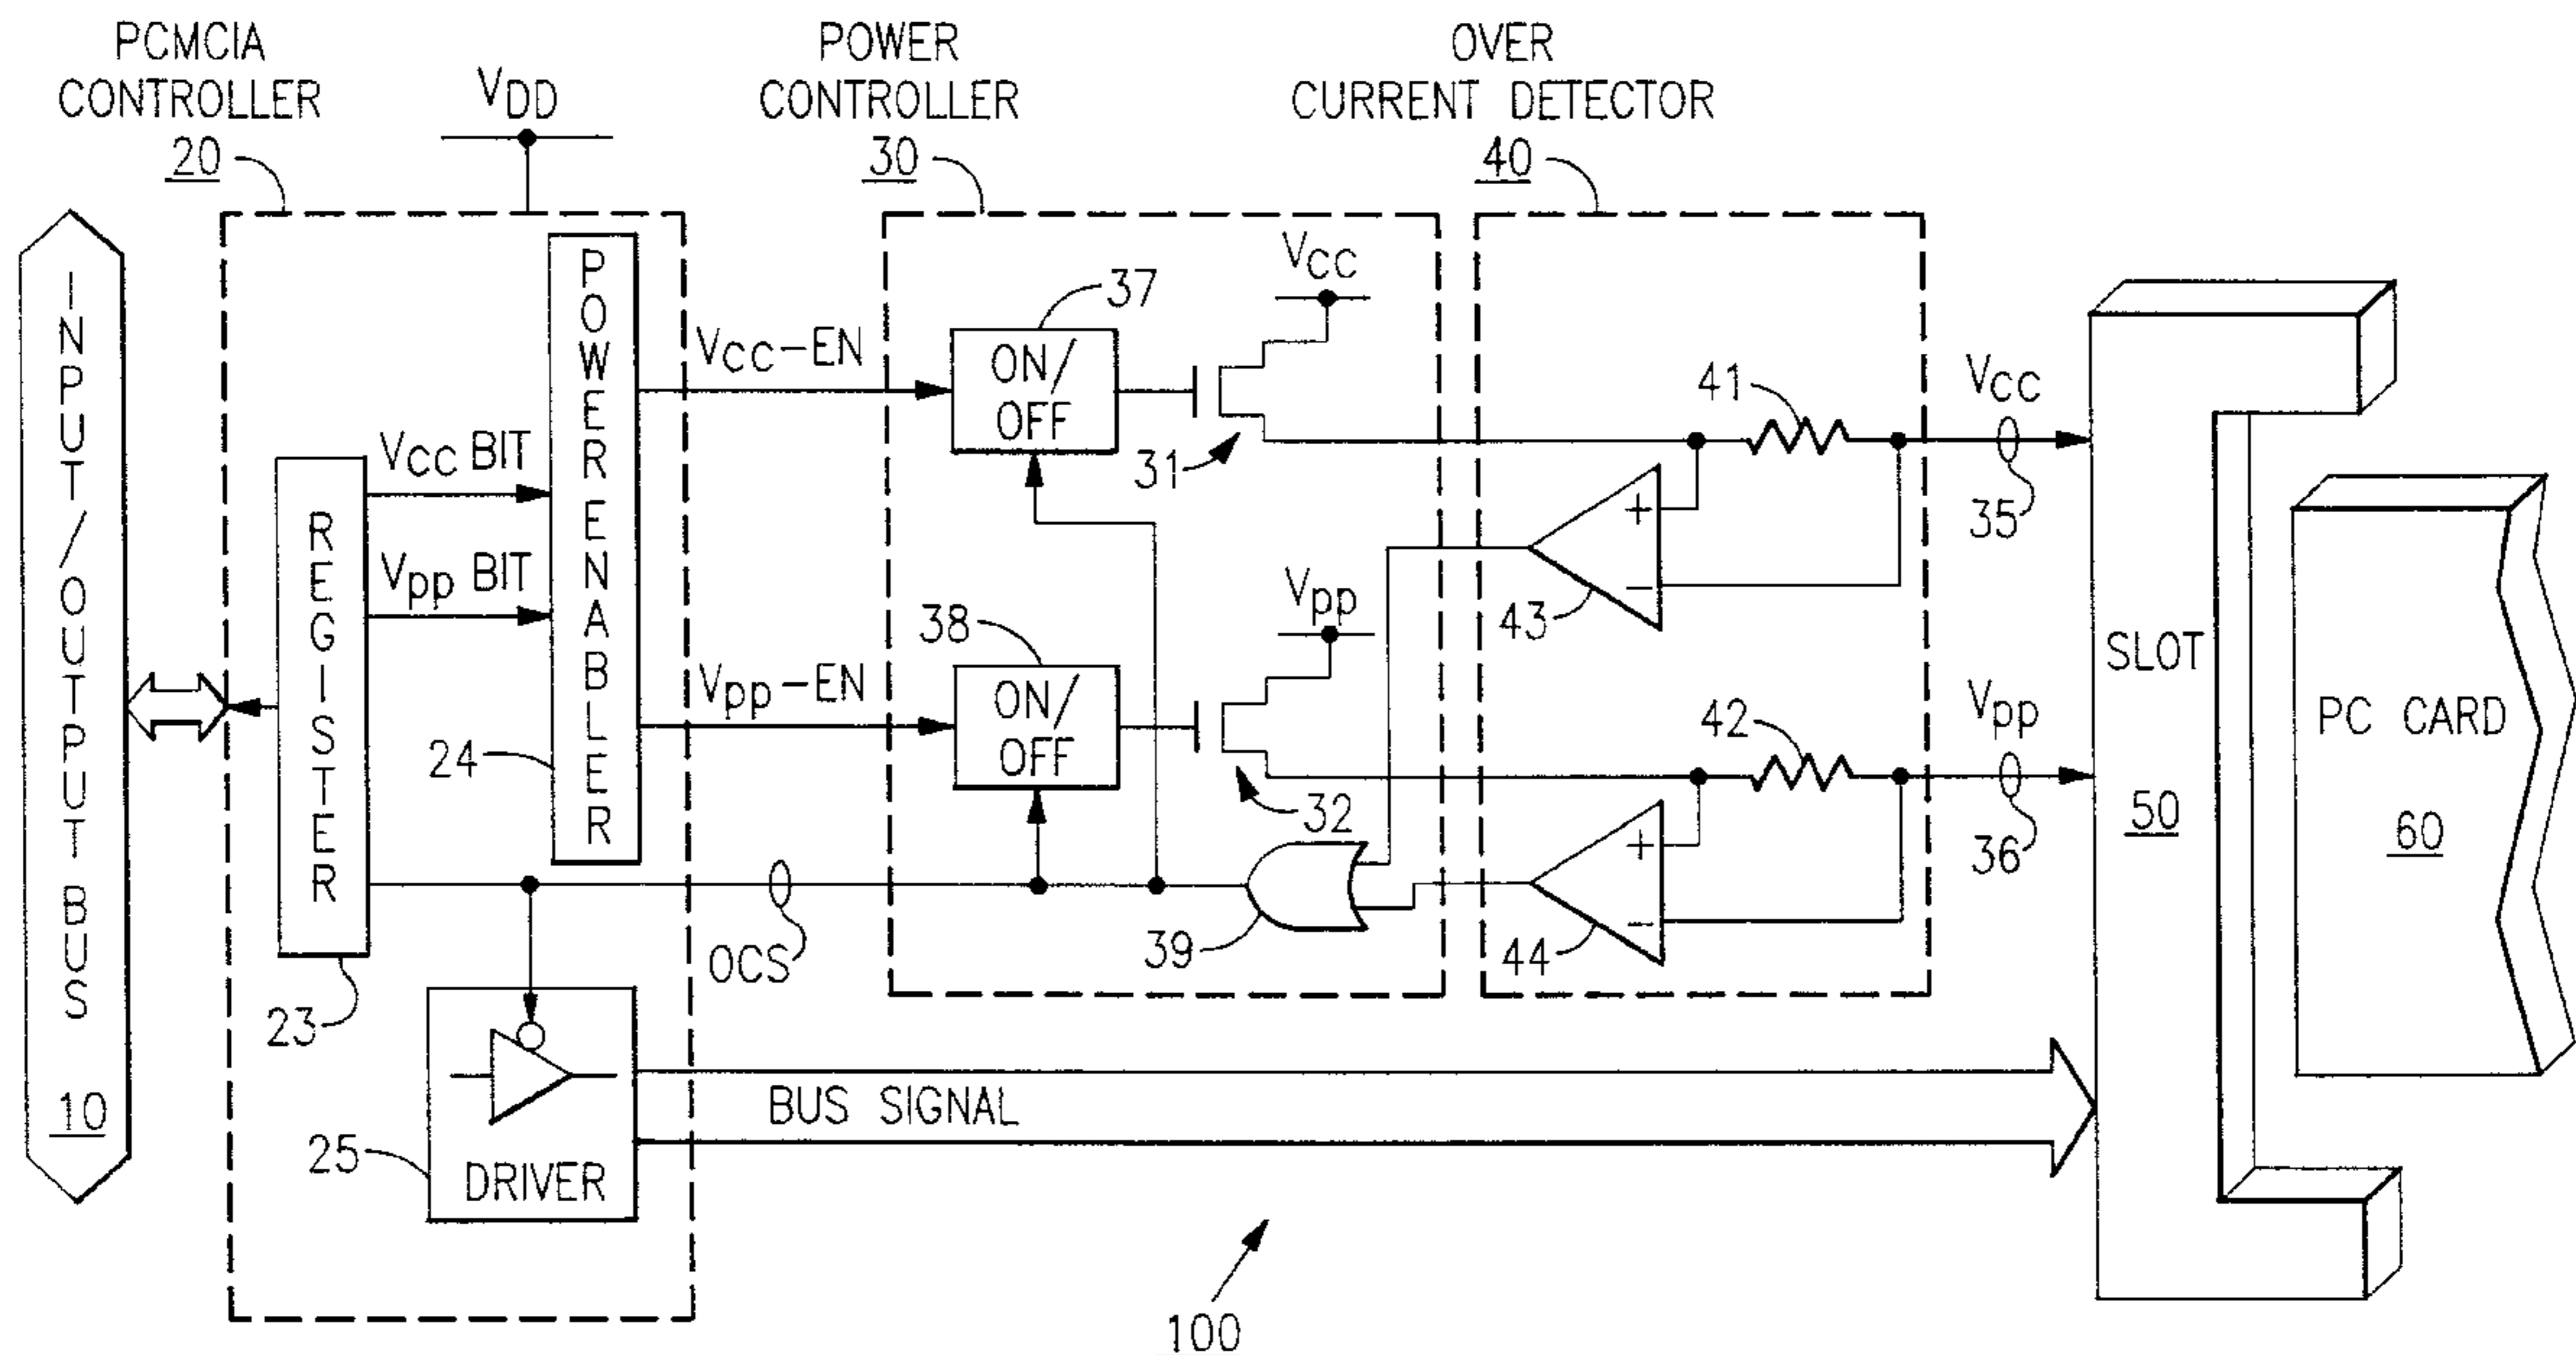 PCMCIA
CONTROLLER
20
VDD
POWER
CONTROLLER
30
OVER
CURRENT DETECTOR
40
INPUT/OUTPUT BUS
10
REGISTER
23
VCC BIT
Vpp BIT
POWER ENABLER
24
VCC-EN
Vpp-EN
OCS
DRIVER
25
BUS SIGNAL
ON/
OFF
37
VCC
31
ON/
OFF
38
Vpp
32
39
41
+
−
43
42
+
−
44
VCC
35
Vpp
36
SLOT
50
PC CARD
60
100